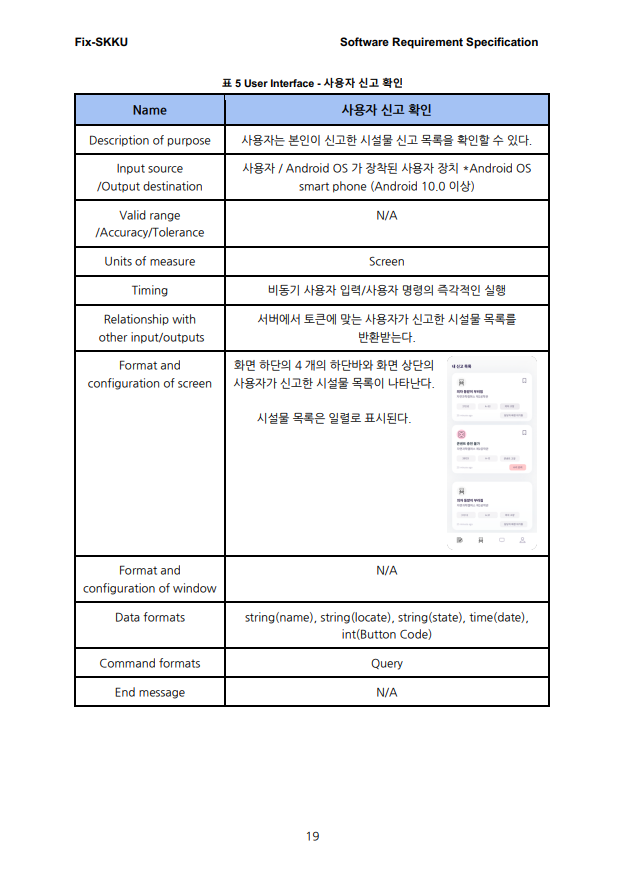 Fix-SKKU Software Requirement Specification
표 5 User Interface - 사용자 신고 확인
Name 사용자 신고 확인
Description of purpose 사용자는 본인이 신고한 시설물 신고 목록을 확인할 수 있다.
Input source
/Output destination
사용자 / Android OS 가 장착된 사용자 장치 *Android OS
smart phone (Android 10.0 이상)
Valid range
/Accuracy/Tolerance
N/A
Units of measure Screen
Timing 비동기 사용자 입력/사용자 명령의 즉각적인 실행
Relationship with
other input/outputs
서버에서 토큰에 맞는 사용자가 신고한 시설물 목록를
반환받는다.
Format and
configuration of screen
화면 하단의 4 개의 하단바와 화면 상단의
사용자가 신고한 시설물 목록이 나타난다.
시설물 목록은 일렬로 표시된다.
내 신고 목록
Format and
configuration of window
N/A
Data formats
string(name), string(locate), string(state), time(date),
int(Button Code)
Command formats Query
End message N/A
19